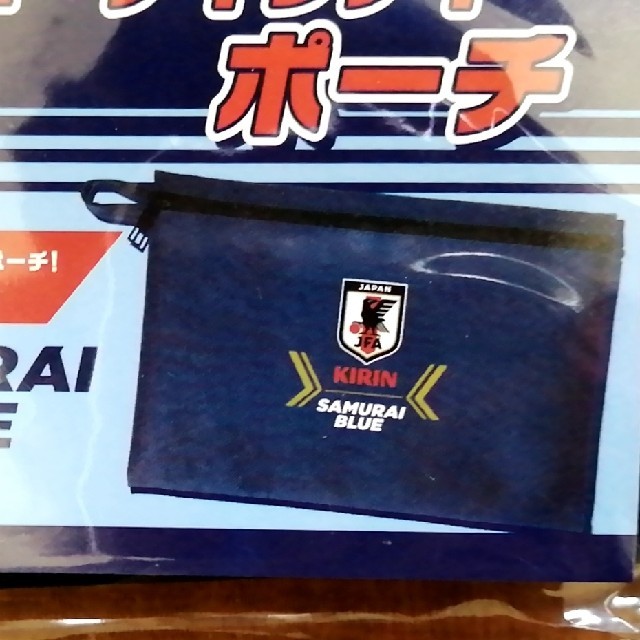 ポーチ
ーチ!
JAPAN
JFA
KIRIN
SAMURAI
BLUE
RAI
E